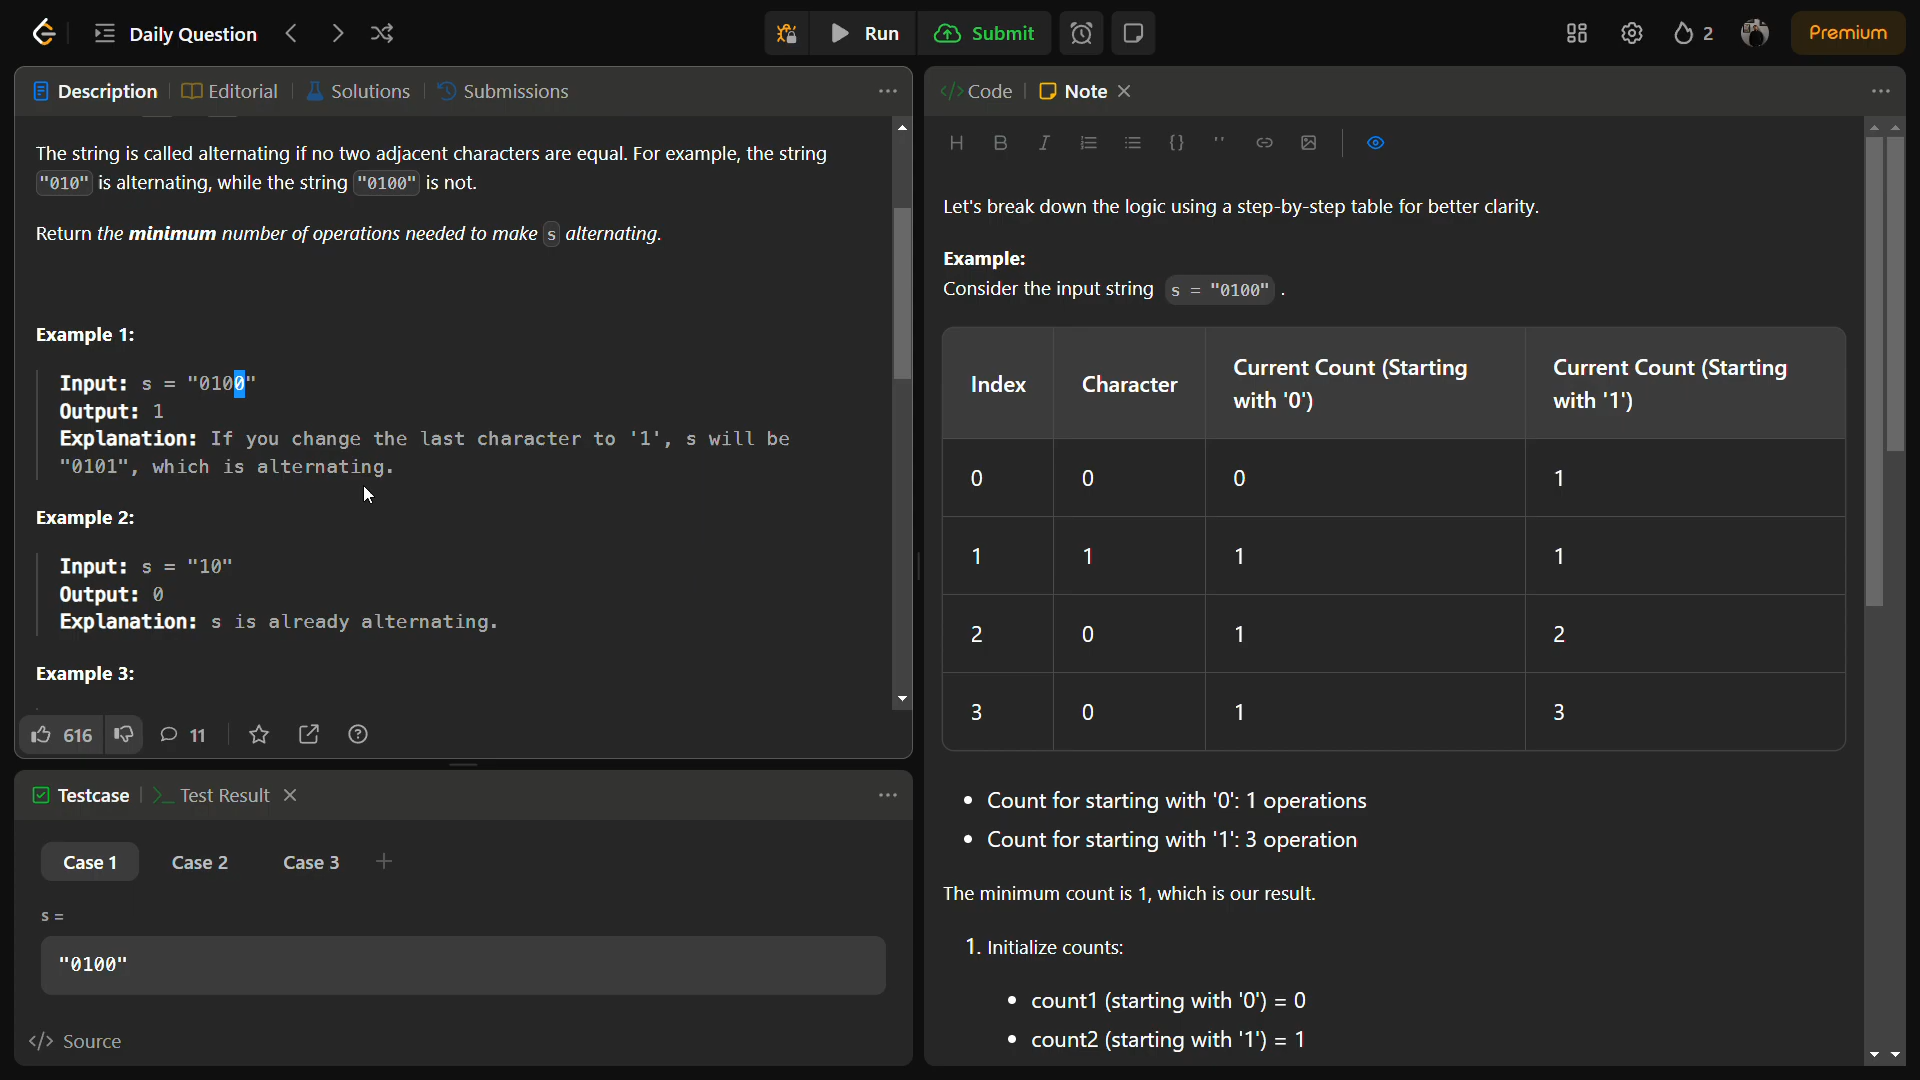 Daily Question
Run
Submit
2
Premium
Description
Editorial
Solutions
Submissions
The string is called alternating if no two adjacent characters are equal. For example, the string
"010" is alternating, while the string "0100" is not.
Return the minimum number of operations needed to make s alternating.
Example 1:
Input: s = "0100"
Output: 1
Explanation: If you change the last character to '1', s will be
"0101", which is alternating.
Example 2:
Input: s = "10"
Output: 0
Explanation: s is already alternating.
Example 3:
616
11
Testcase
Test Result
Case 1
Case 2
Case 3
s =
"0100"
Source
Code
Note
H B I {} "
Let's break down the logic using a step-by-step table for better clarity.
Example:
Consider the input string s = "0100" .
Index Character Current Count (Starting with '0') Current Count (Starting with '1')
0 0 0 1
1 1 1 1
2 0 1 2
3 0 1 3
• Count for starting with '0': 1 operations
• Count for starting with '1': 3 operation
The minimum count is 1, which is our result.
1. Initialize counts:
• count1 (starting with '0') = 0
• count2 (starting with '1') = 1